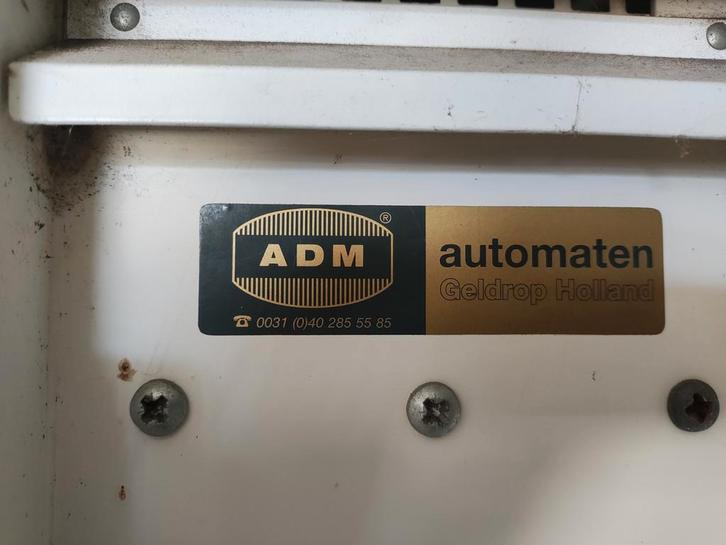 ADM ®
☎ 0031 (0)40 285 55 85
automaten
Geldrop Holland